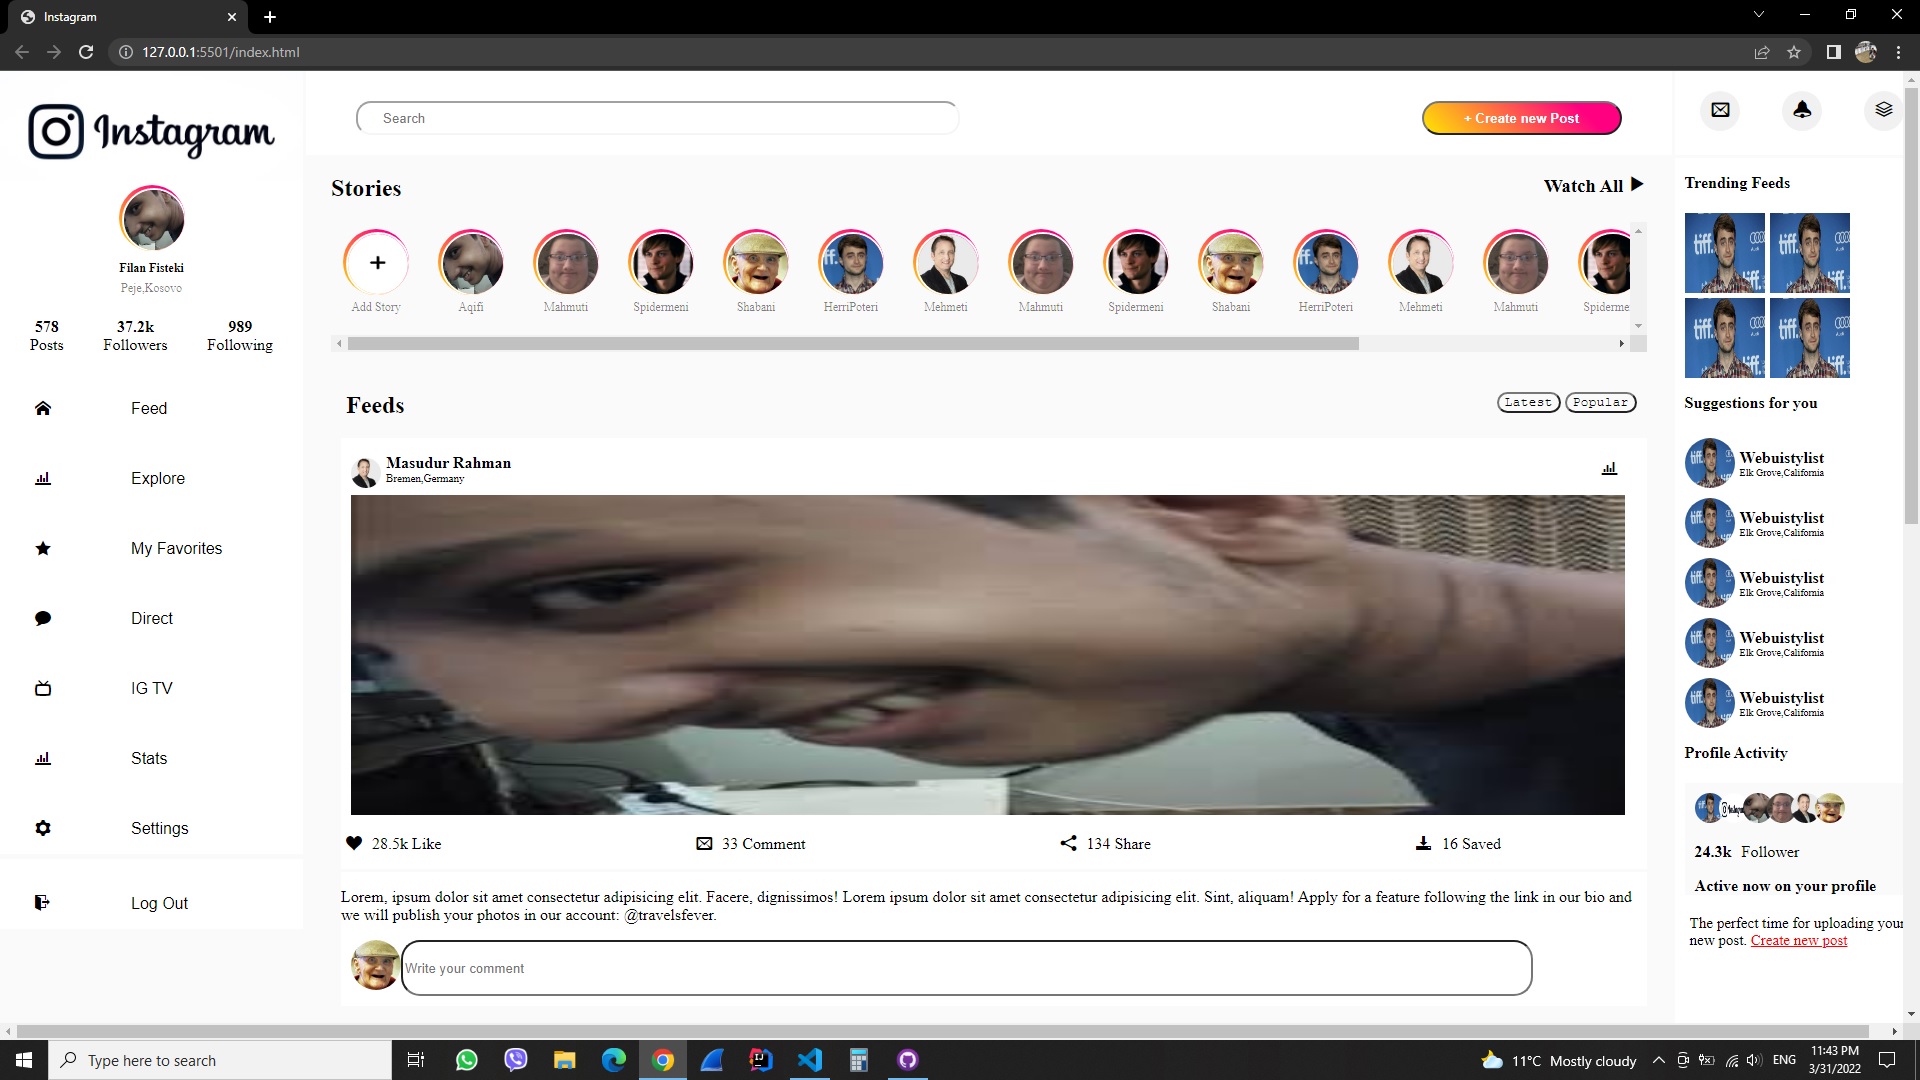 Instagram
127.0.0.1:5501/index.html
Instagram
Search
+ Create new Post
Filan Fisteki
Peje,Kosovo
578 37.2k 989
Posts Followers Following
Feed
Explore
My Favorites
Direct
IG TV
Stats
Settings
Log Out
Stories
Watch All
Add Story Aqifi Mahmuti Spidermeni Shabani HerriPoteri Mehmeti Mahmuti Spidermeni Shabani HerriPoteri Mehmeti Mahmuti Spiderme
Feeds
Latest Popular
Masudur Rahman
Bremen,Germany
28.5k Like 33 Comment 134 Share 16 Saved
Lorem, ipsum dolor sit amet consectetur adipisicing elit. Facere, dignissimos! Lorem ipsum dolor sit amet consectetur adipisicing elit. Sint, aliquam! Apply for a feature following the link in our bio and
we will publish your photos in our account: @travelsfever.
Write your comment
Trending Feeds
tiff. tiff.
tiff. tiff.
Suggestions for you
Webuistylist
Elk Grove,California
Webuistylist
Elk Grove,California
Webuistylist
Elk Grove,California
Webuistylist
Elk Grove,California
Webuistylist
Elk Grove,California
Profile Activity
24.3k Follower
Active now on your profile
The perfect time for uploading your
new post. Create new post
Type here to search
11°C Mostly cloudy
ENG
11:43 PM
3/31/2022